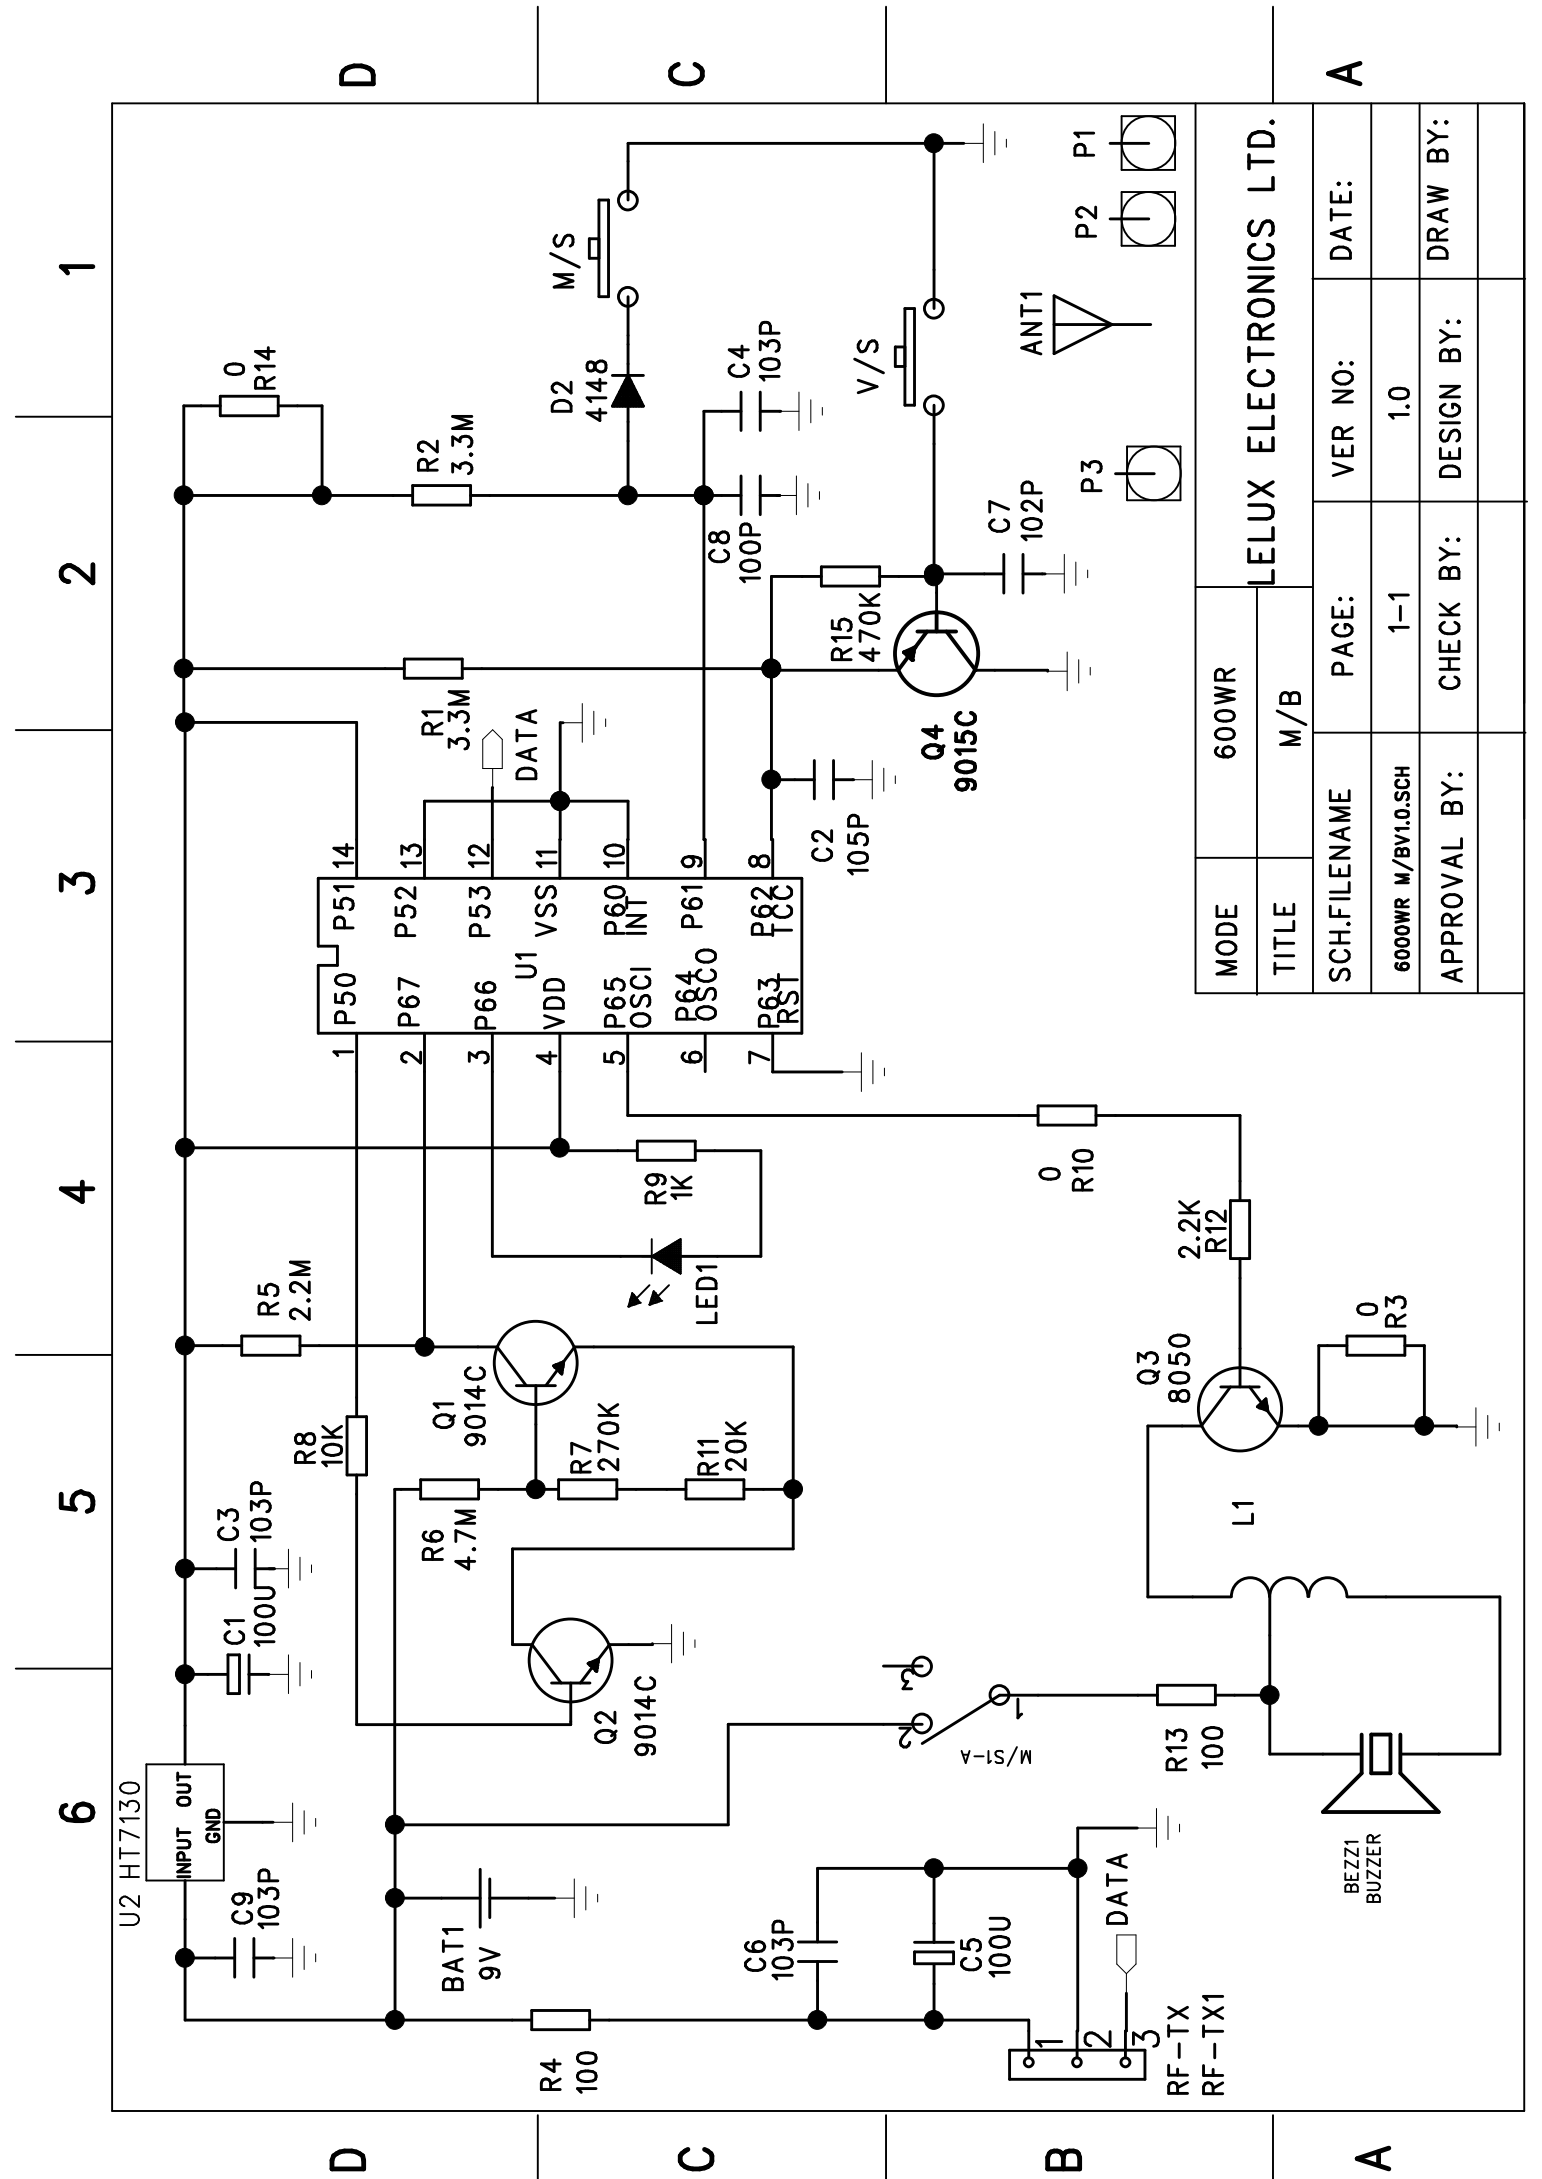 6
5
4
3
2
1
D
C
B
A
D
C
A
U2 HT7130
INPUT OUT
GND
C9
103P
C1
100U
C3
103P
R5
2.2M
R8
10K
BAT1
9V
R6
4.7M
Q1
9014C
R7
270K
R11
20K
Q2
9014C
R4
100
C6
103P
C5
100U
1
2
3
DATA
RF-TX
RF-TX1
M/S1-A
2
3
1
R13
100
BEZZ1
BUZZER
L1
Q3
8050
0
R3
2.2K
R12
0
R10
R9
1K
LED1
1
2
3
4
5
6
7
P50
P67
P66
VDD
P65
OSCI
P64
OSCO
P63
RST
U1
P51
P52
P53
VSS
P60
INT
P61
P62
TCC
14
13
12
11
10
9
8
DATA
R1
3.3M
C2
105P
Q4
9015C
R15
470K
C7
102P
C8
100P
C4
103P
R2
3.3M
0
R14
D2
4148
M/S
V/S
ANT1
P3
P2
P1
MODE
600WR
LELUX ELECTRONICS LTD.
TITLE
M/B
SCH.FILENAME
PAGE:
VER NO:
DATE:
6000WR M/BV1.0.SCH
1-1
1.0
APPROVAL BY:
CHECK BY:
DESIGN BY:
DRAW BY: